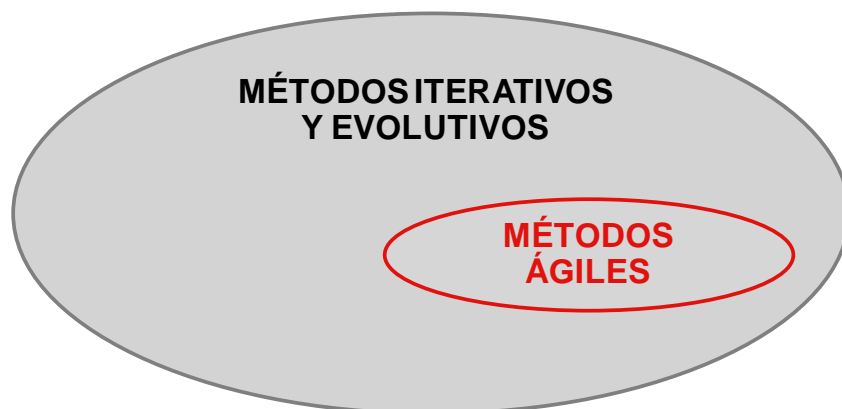 MÉTODOS ITERATIVOS
Y EVOLUTIVOS
MÉTODOS
ÁGILES